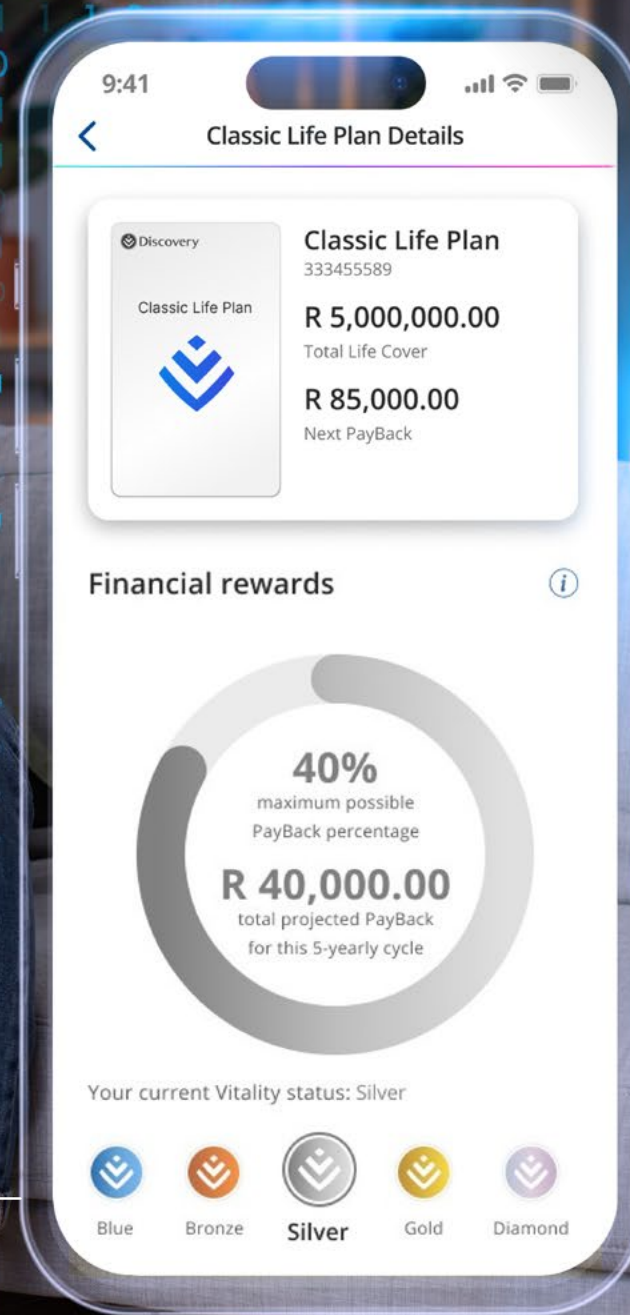 9:41
Classic Life Plan Details
Discovery
Classic Life Plan
Classic Life Plan
333455589
R 5,000,000.00
Total Life Cover
R 85,000.00
Next PayBack
Financial rewards
i
40%
maximum possible
PayBack percentage
R 40,000.00
total projected PayBack
for this 5-yearly cycle
Your current Vitality status: Silver
Blue Bronze Silver Gold Diamond